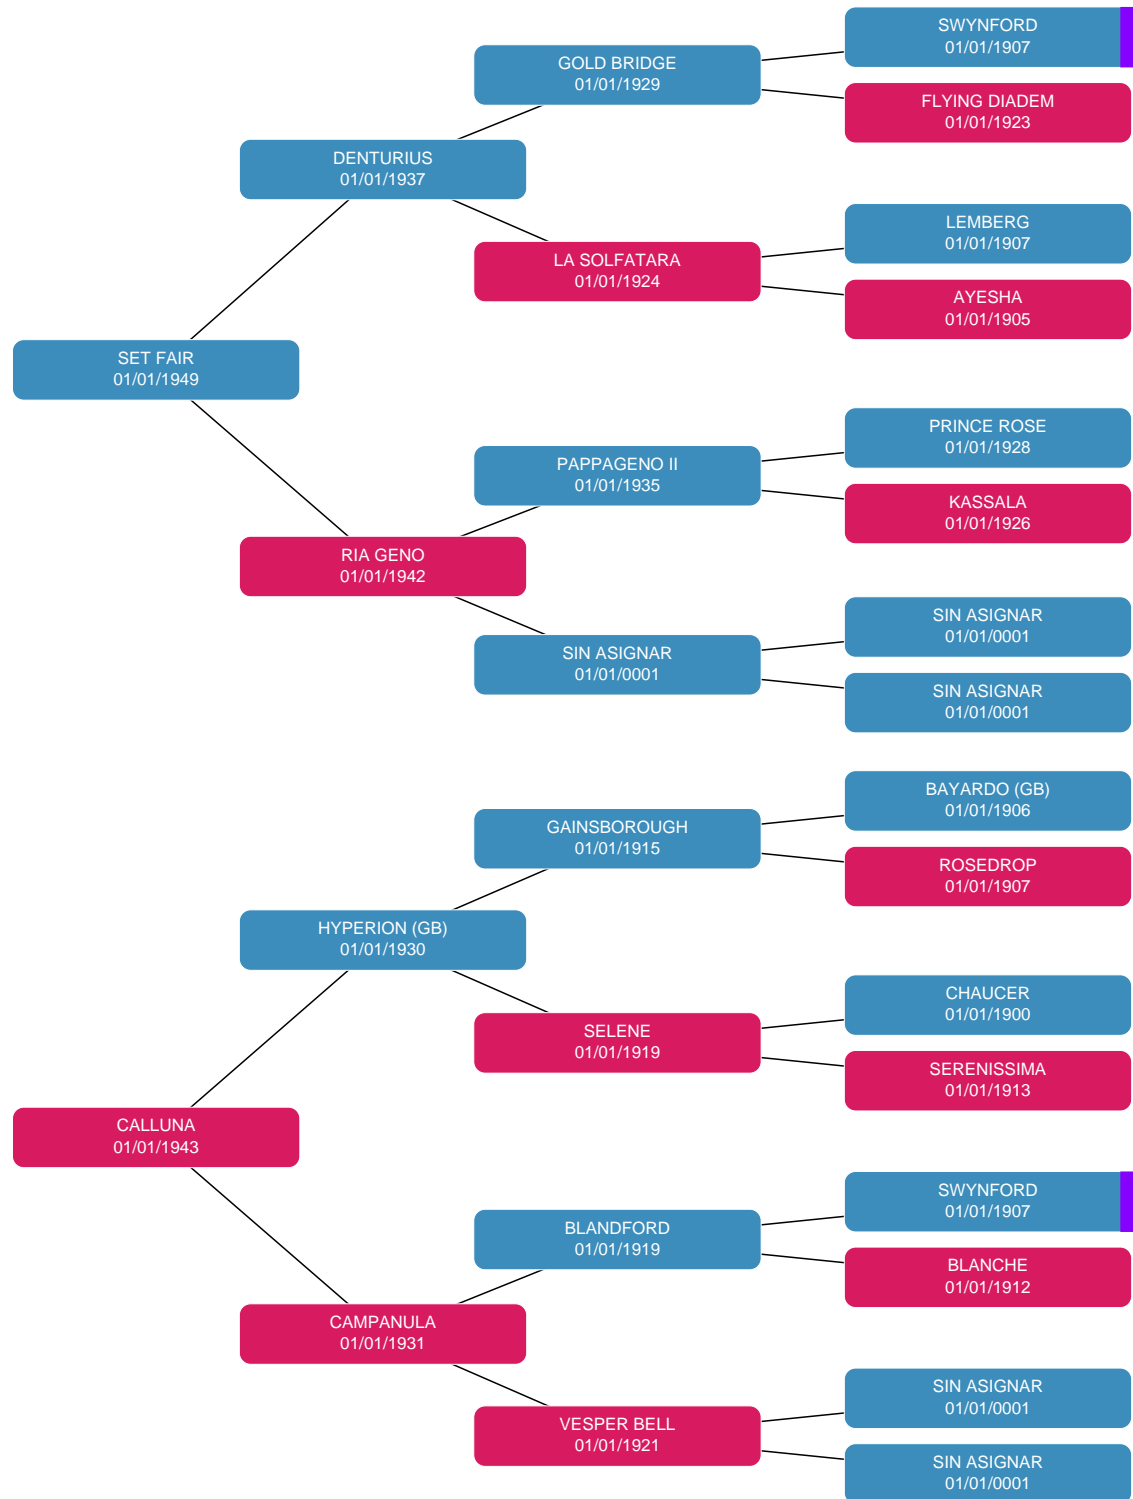 SWYNFORD
01/01/1907
GOLD BRIDGE
01/01/1929
FLYING DIADEM
01/01/1923
DENTURIUS
01/01/1937
LEMBERG
01/01/1907
LA SOLFATARA
01/01/1924
AYESHA
01/01/1905
SET FAIR
01/01/1949
PRINCE ROSE
01/01/1928
PAPPAGENO II
01/01/1935
KASSALA
01/01/1926
RIA GENO
01/01/1942
SIN ASIGNAR
01/01/0001
SIN ASIGNAR
01/01/0001
SIN ASIGNAR
01/01/0001
BAYARDO (GB)
01/01/1906
GAINSBOROUGH
01/01/1915
ROSEDROP
01/01/1907
HYPERION (GB)
01/01/1930
CHAUCER
01/01/1900
SELENE
01/01/1919
SERENISSIMA
01/01/1913
CALLUNA
01/01/1943
SWYNFORD
01/01/1907
BLANDFORD
01/01/1919
BLANCHE
01/01/1912
CAMPANULA
01/01/1931
SIN ASIGNAR
01/01/0001
VESPER BELL
01/01/1921
SIN ASIGNAR
01/01/0001